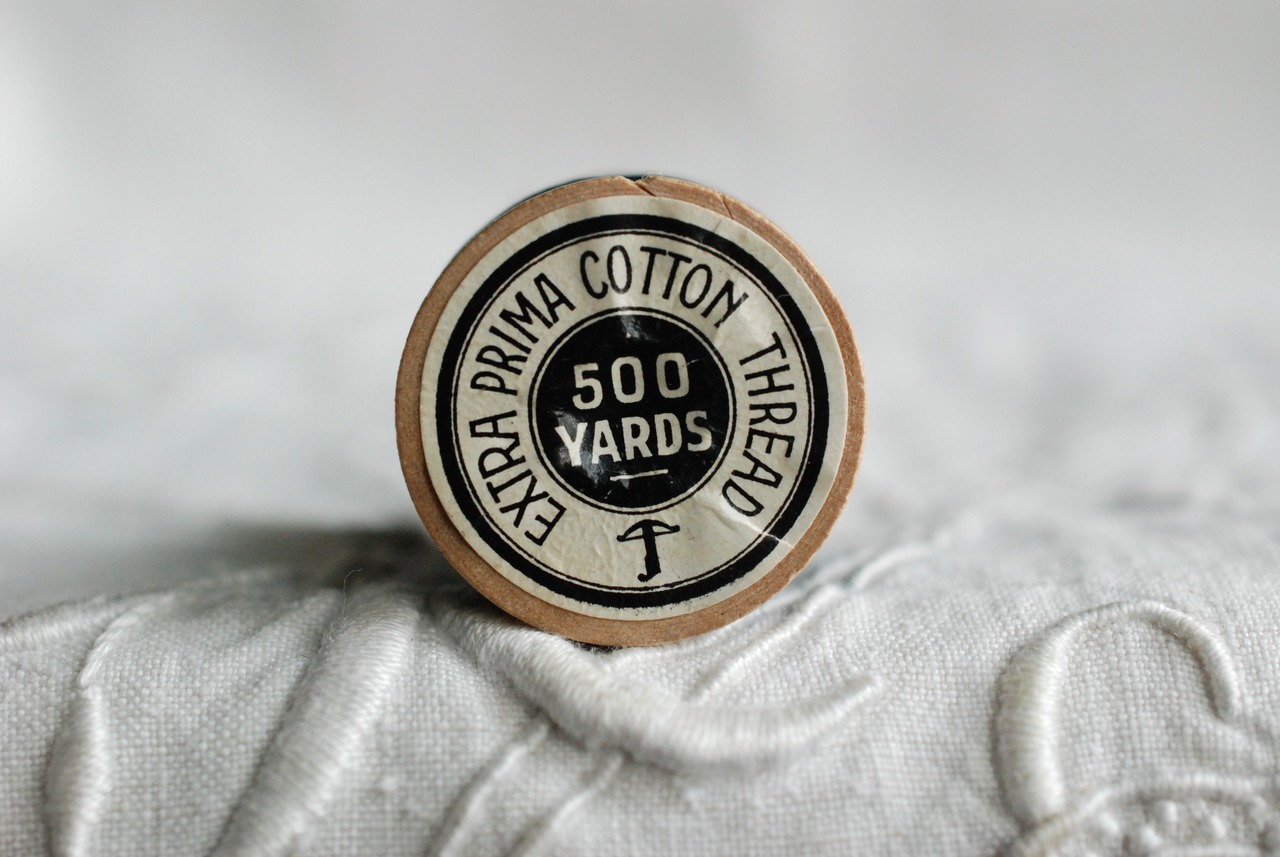 EXTRA PRIMA COTTON THREAD
500
YARDS